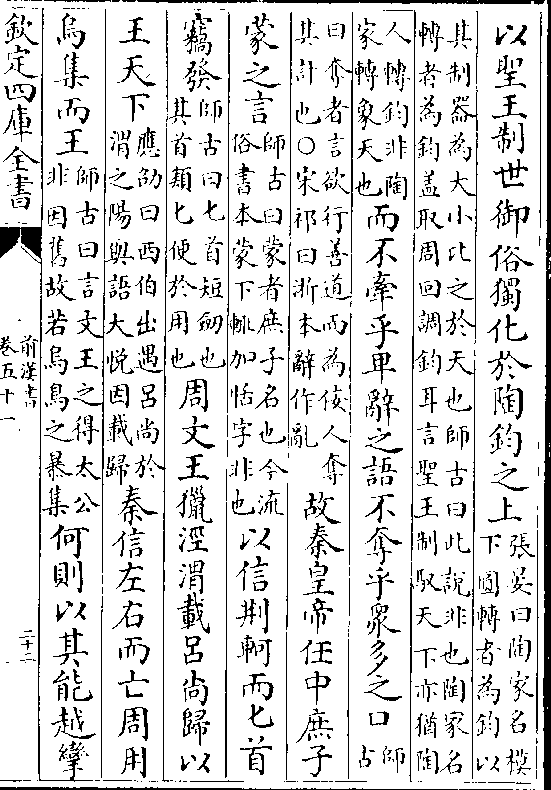 以聖王制世御俗獨化於陶鈞之上張晏曰陶家名模下圓轉者為鈞以
其制器為大小比之於天也師古曰此說非也陶家名
轉者為鈞蓋取周回調鈞耳言聖王制馭天下亦猶陶
人轉鈞非陶家轉象天也而不牽乎卑辭之語不奪乎衆多之口師古
曰奪者言欲行善道而為佞人奪其計也○宋祁曰浙本辭作亂故秦皇帝任中庶子
蒙之言師古曰蒙者庶子名也今流俗書本蒙下輒加恬字非也以信荆軻而匕首
竊發師古曰匕首短劒也其首類匕便於用也周文王獵涇渭載呂尚歸以
王天下應劭曰西伯出遇呂尚於渭之陽與語大悅因載歸秦信左右而亡周用
烏集而王師古曰言文王之得太公非因舊故若烏鳥之暴集何則以其能越攣
欽定四庫全書
前漢書
卷五十一
二十二